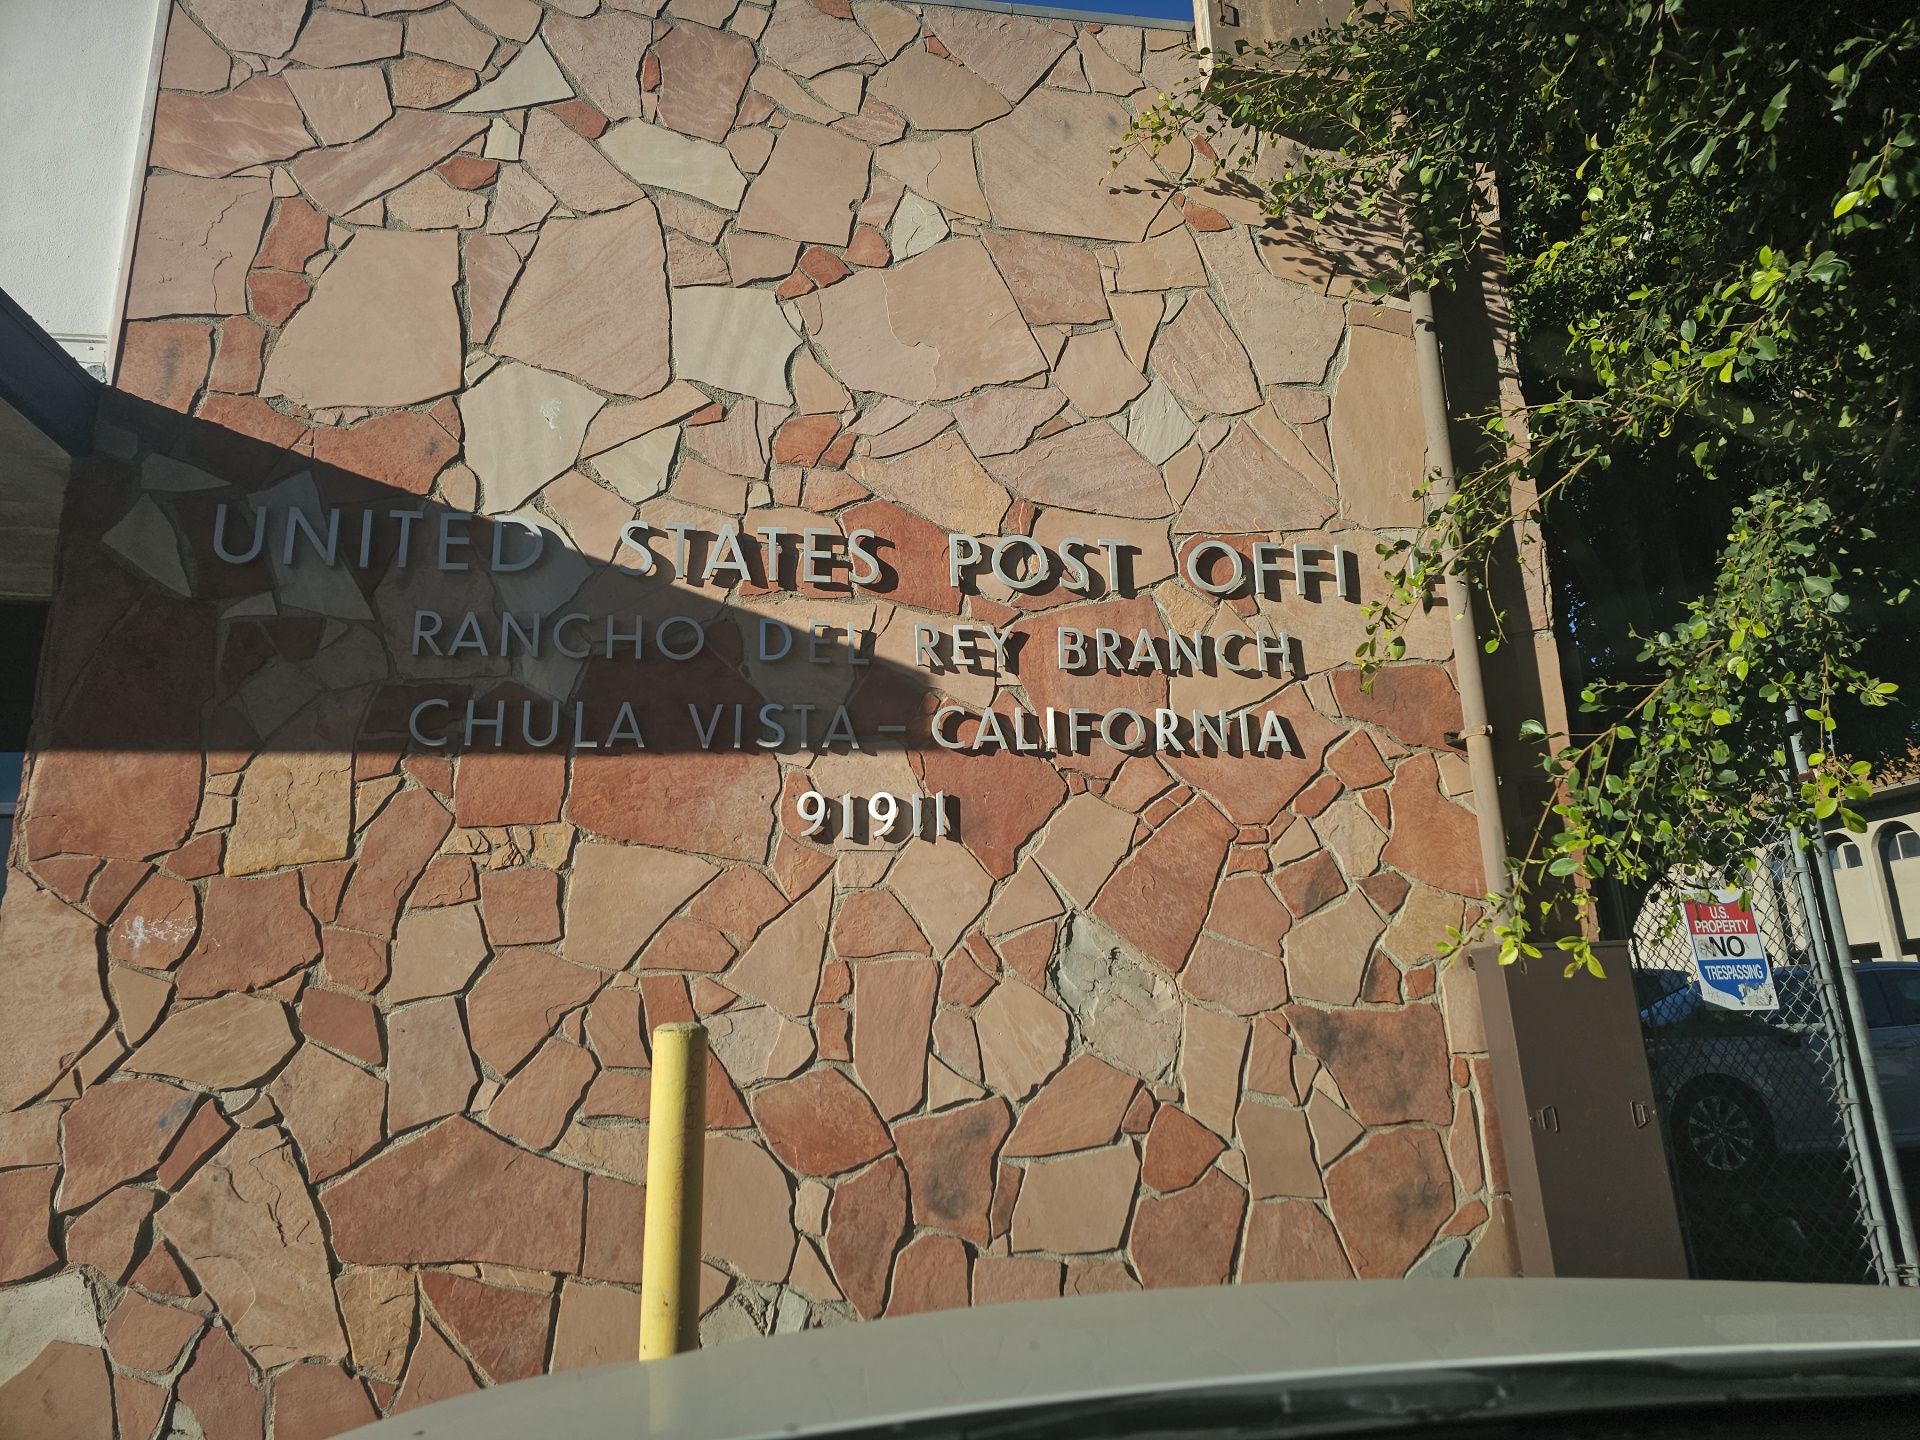 UNITED STATES POST OFFI E
RANCHO DEL REY BRANCH
CHULA VISTA – CALIFORNIA
91911
U.S.
PROPERTY
NO
TRESPASSING